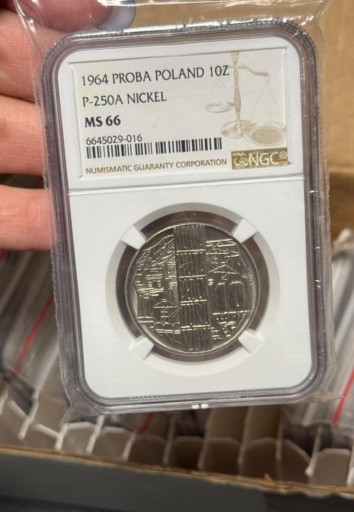 1964 PROBA POLAND 10Z
P-250A NICKEL
MS 66
6645029-016
NUMISMATIC GUARANTY CORPORATION
NGC
10